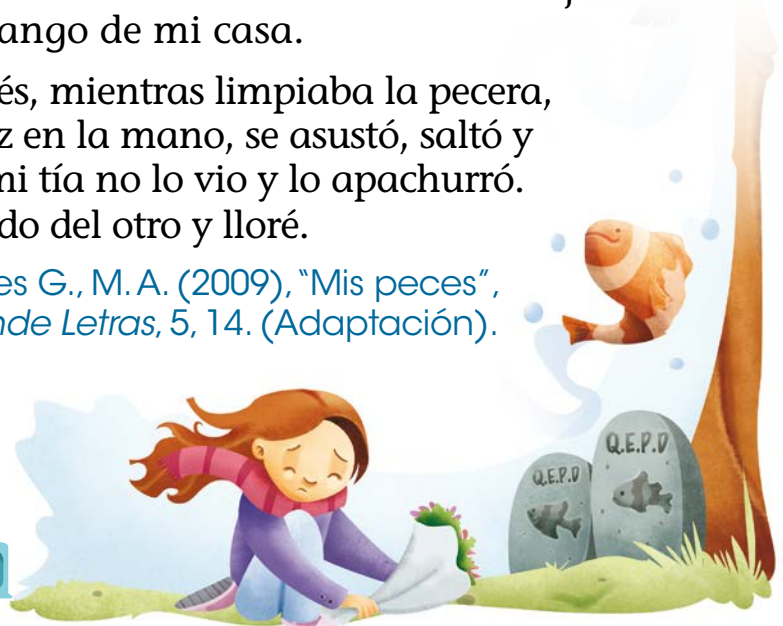 ango de mi casa.
és, mientras limpiaba la pecera,
z en la mano, se asustó, saltó y
mi tía no lo vio y lo apachurró.
do del otro y lloré.
es G., M. A. (2009), “Mis peces”,
nde Letras, 5, 14. (Adaptación).
Q.E.P.D
Q.E.P.D